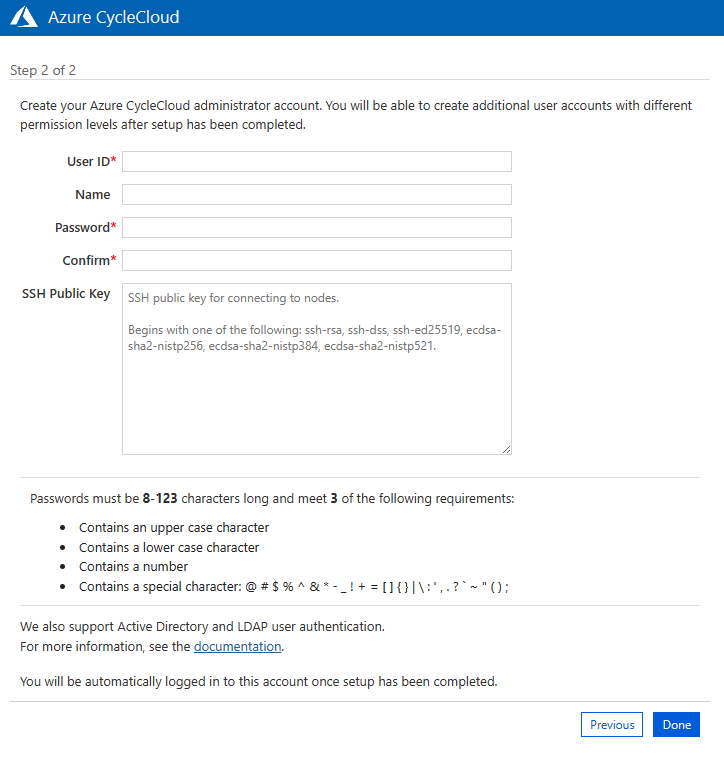 Azure CycleCloud
Step 2 of 2
Create your Azure CycleCloud administrator account. You will be able to create additional user accounts with different
permission levels after setup has been completed.
User ID*
Name
Password*
Confirm*
SSH Public Key
SSH public key for connecting to nodes.
Begins with one of the following: ssh-rsa, ssh-dss, ssh-ed25519, ecdsa-
sha2-nistp256, ecdsa-sha2-nistp384, ecdsa-sha2-nistp521.
Passwords must be 8-123 characters long and meet 3 of the following requirements:
• Contains an upper case character
• Contains a lower case character
• Contains a number
• Contains a special character: @ # $ % ^ & * - _ ! + = [ ] { } | \ : ' , . ? ` ~ " ( ) ;
We also support Active Directory and LDAP user authentication.
For more information, see the documentation.
You will be automatically logged in to this account once setup has been completed.
Previous
Done